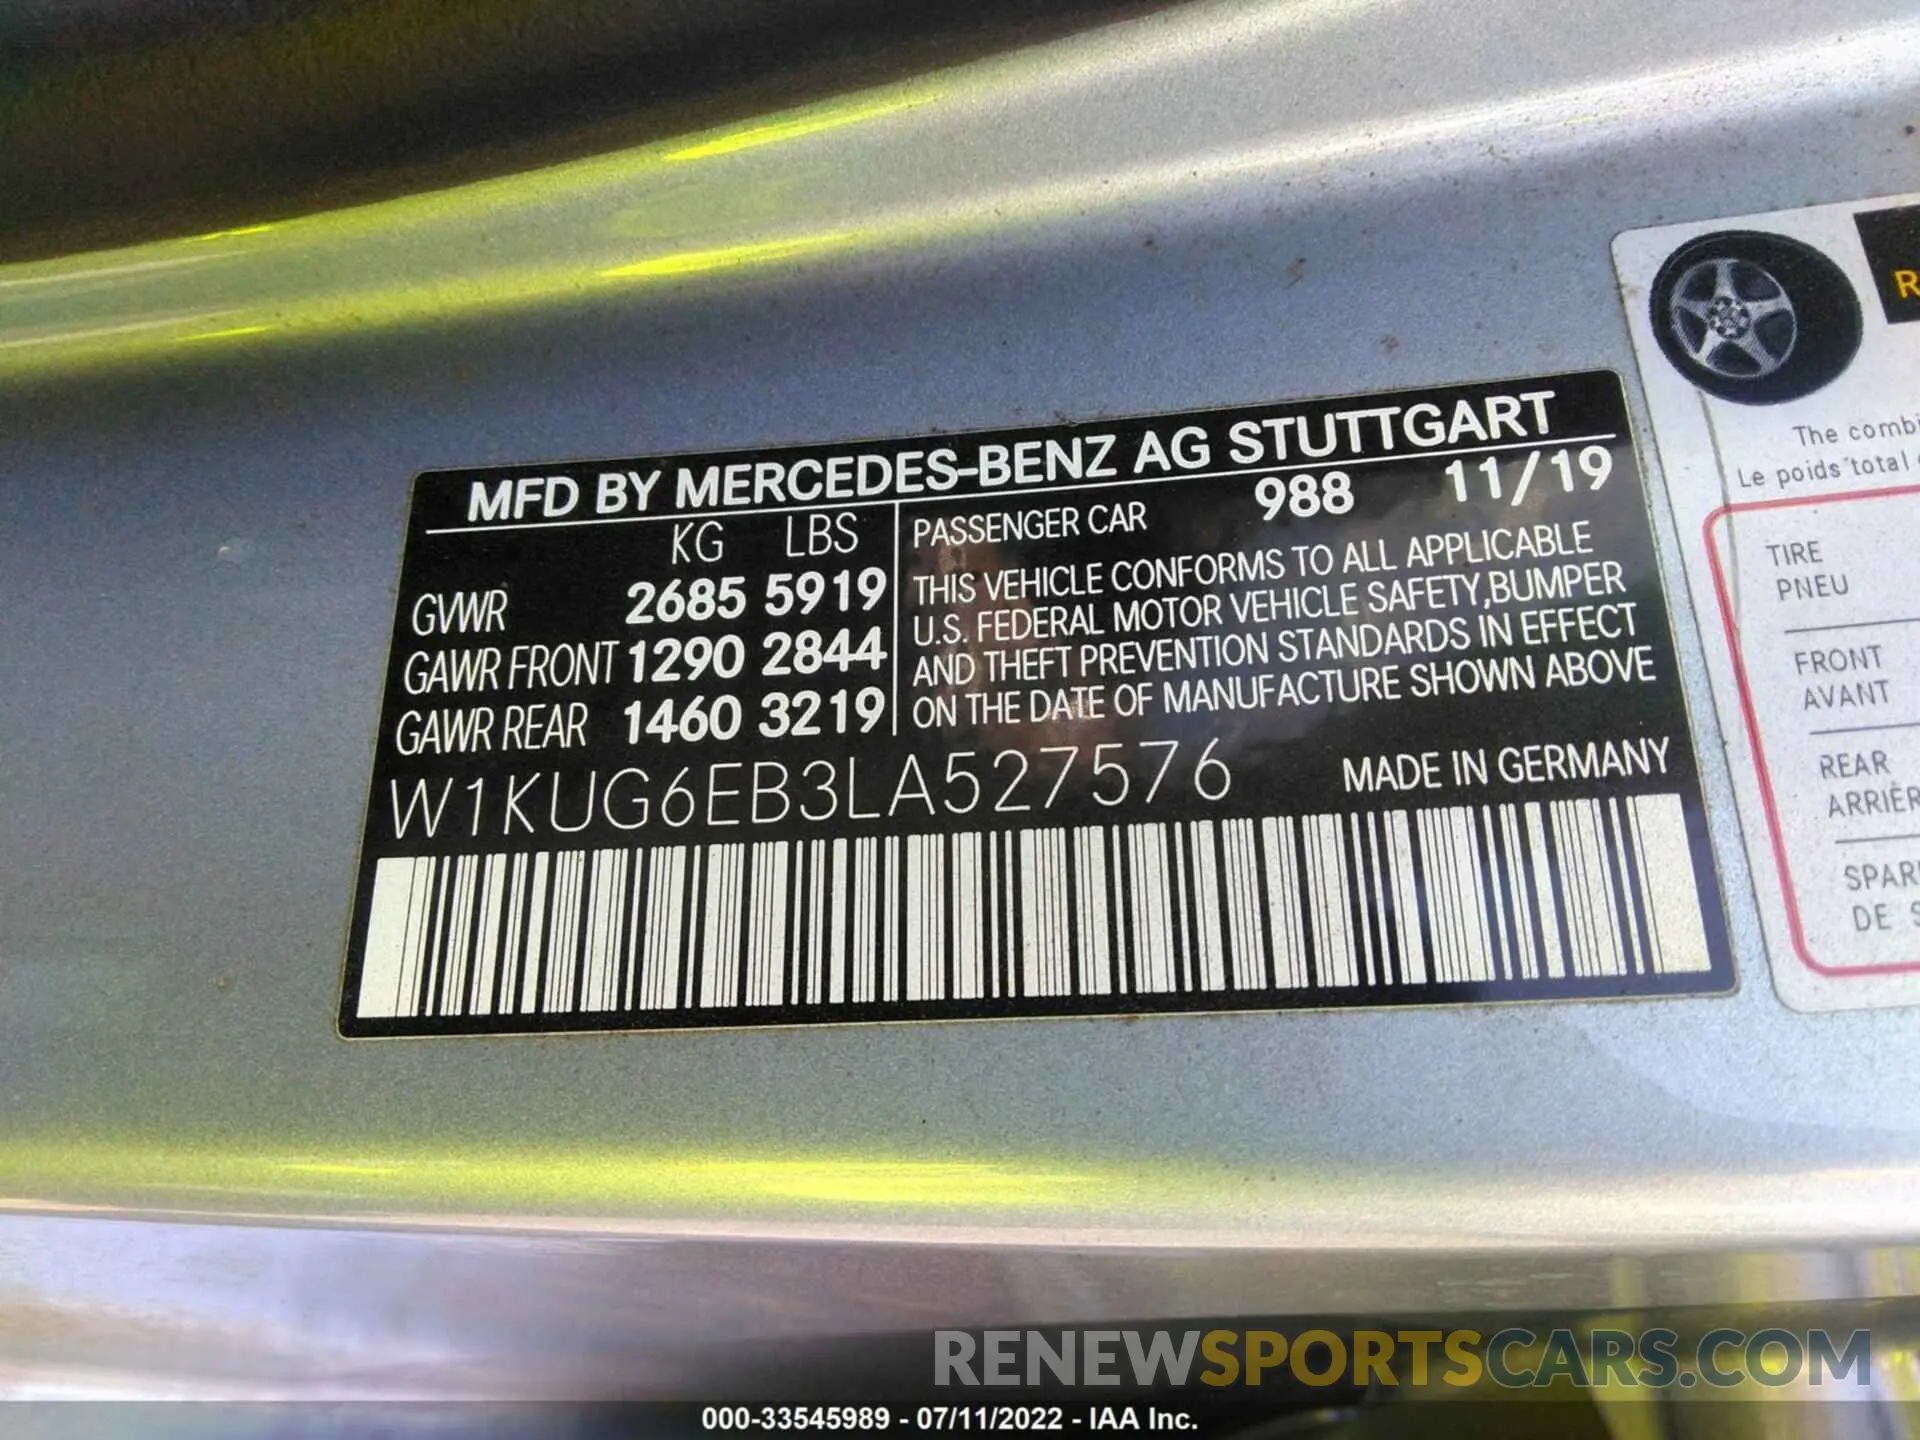 MFD BY MERCEDES-BENZ AG STUTTGART
KG LBS
GVWR 2685 5919
GAWR FRONT 1290 2844
GAWR REAR 1460 3219
PASSENGER CAR 988 11/19
THIS VEHICLE CONFORMS TO ALL APPLICABLE
U.S. FEDERAL MOTOR VEHICLE SAFETY,BUMPER
AND THEFT PREVENTION STANDARDS IN EFFECT
ON THE DATE OF MANUFACTURE SHOWN ABOVE
W1KUG6EB3LA527576 MADE IN GERMANY
The
Le poids total
TIRE
PNEU
FRONT
AVANT
REAR
DE
RENEWSPORTSCARS.COM
000-33545989 - 07/11/2022 - IAA Inc.